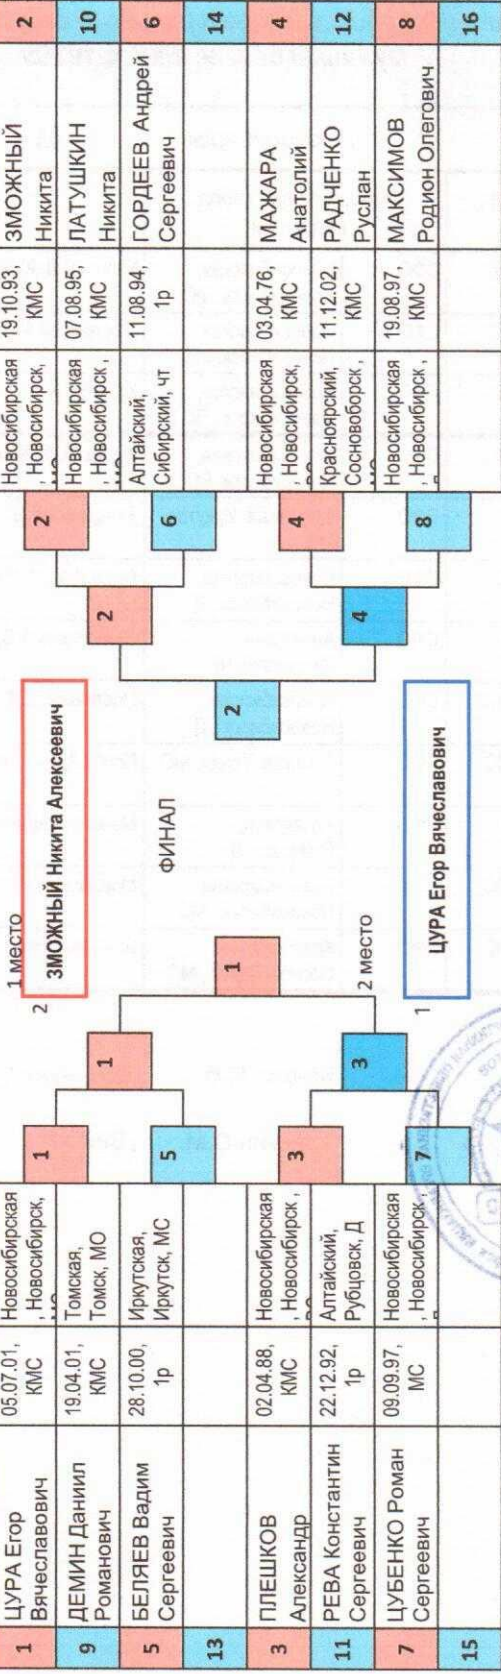 1 ЦУРА Егор 05.07.01, Новосибирская
Вячеславович КМС , Новосибирск,
9 ДЕМИН Даниил 19.04.01, Томская,
Романович КМС Томск, МО
5 БЕЛЯЕВ Вадим 28.10.00, Иркутская,
Сергеевич 1р Иркутск, МС
13
3 ПЛЕШКОВ 02.04.88, Новосибирская
Александр КМС , Новосибирск ,
11 РЕВА Константин 22.12.92, Алтайский,
Сергеевич 1р Рубцовск, Д
7 ЦУБЕНКО Роман 09.09.97, Новосибирская
Сергеевич МС , Новосибирск ,
15
1
5
3
7
1
3
1
1 место
2
ЗМОЖНЫЙ Никита Алексеевич
ФИНАЛ
2 место
1
ЦУРА Егор Вячеславович
2
2
4
2
6
4
8
Новосибирская 19.10.93, ЗМОЖНЫЙ 2
, Новосибирск, КМС Никита
Новосибирская 07.08.95, ЛАТУШКИН 10
, Новосибирск , КМС Никита
Алтайский 11.08.94, ГОРДЕЕВ Андрей 6
Сибирский, чт 1р Сергеевич
14
Новосибирская 03.04.76, МАЖАРА 4
, Новосибирск , КМС Анатолий
Красноярский, 11.12.02, РАДЧЕНКО 12
Сосновоборск , КМС Руслан
Новосибирская 19.08.97, МАКСИМОВ 8
, Новосибирск , КМС Родион Олегович
16